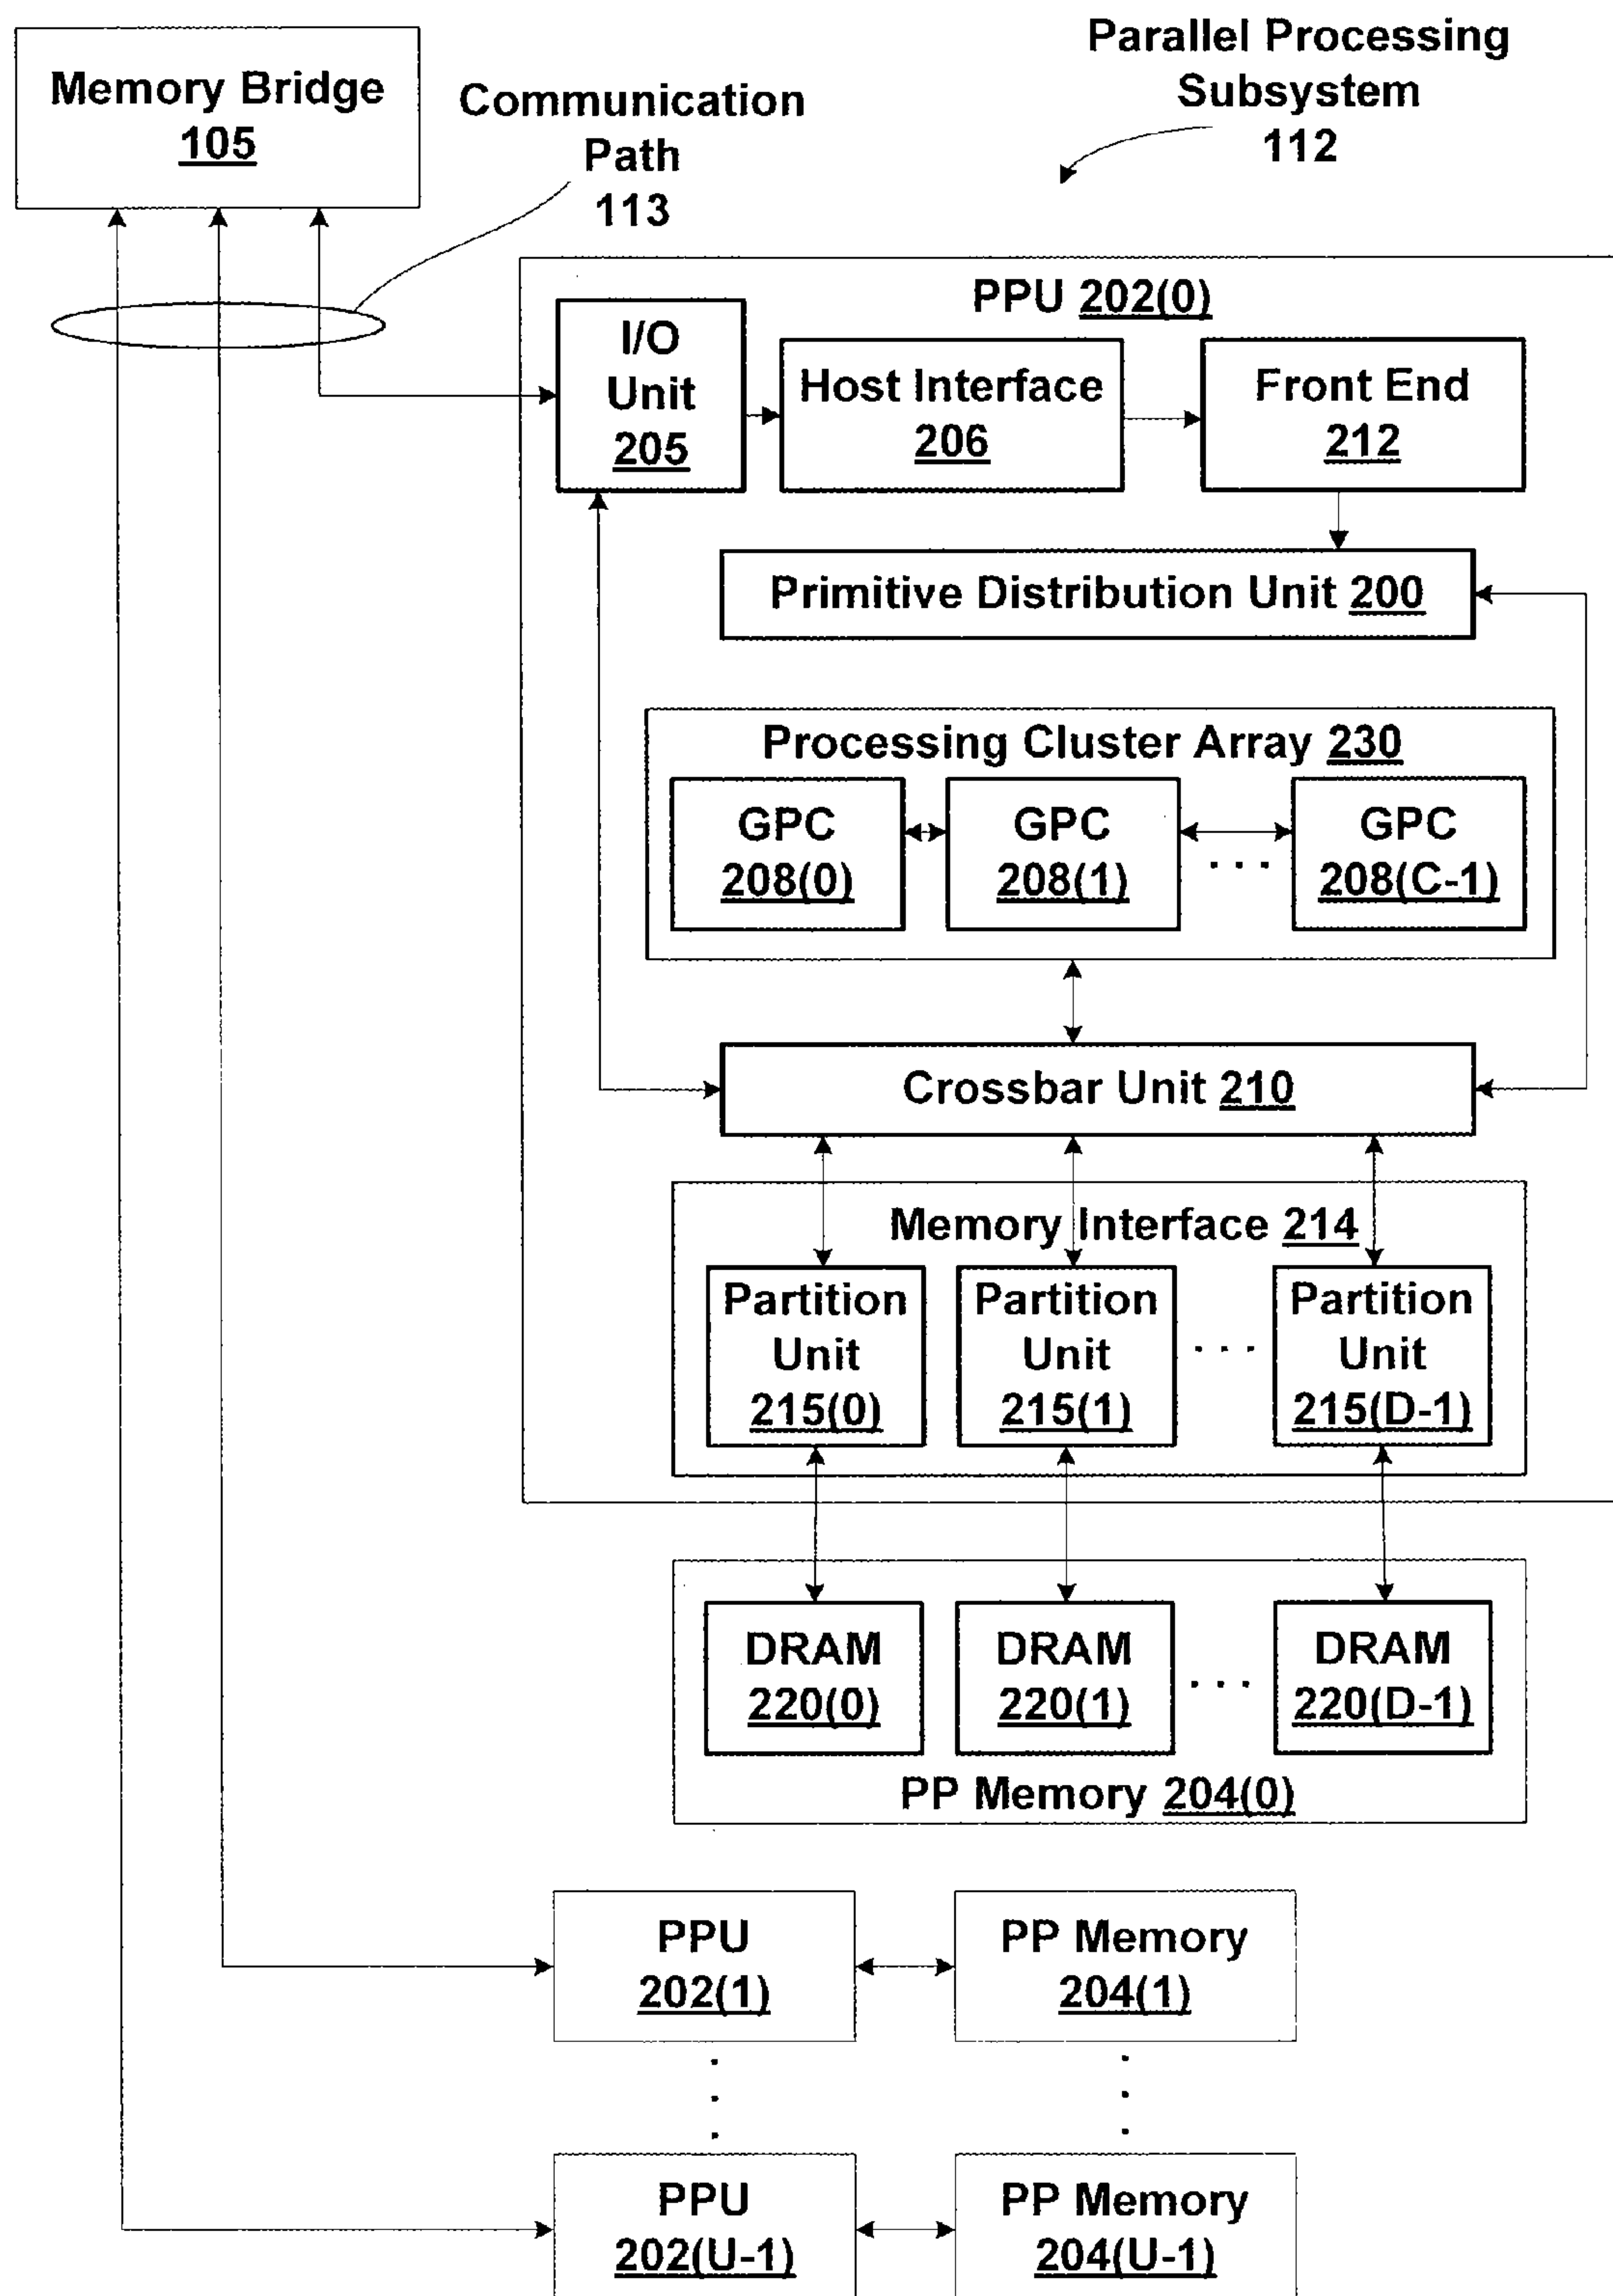 Parallel Processing
Subsystem
112
Memory Bridge
105
Communication
Path
113
PPU 202(0)
I/O
Unit
205
Host Interface
206
Front End
212
Primitive Distribution Unit 200
Processing Cluster Array 230
GPC
208(0)
GPC
208(1)
. . .
GPC
208(C-1)
Crossbar Unit 210
Memory Interface 214
Partition
Unit
215(0)
Partition
Unit
215(1)
. . .
Partition
Unit
215(D-1)
DRAM
220(0)
DRAM
220(1)
. . .
DRAM
220(D-1)
PP Memory 204(0)
PPU
202(1)
PP Memory
204(1)
PPU
202(U-1)
PP Memory
204(U-1)